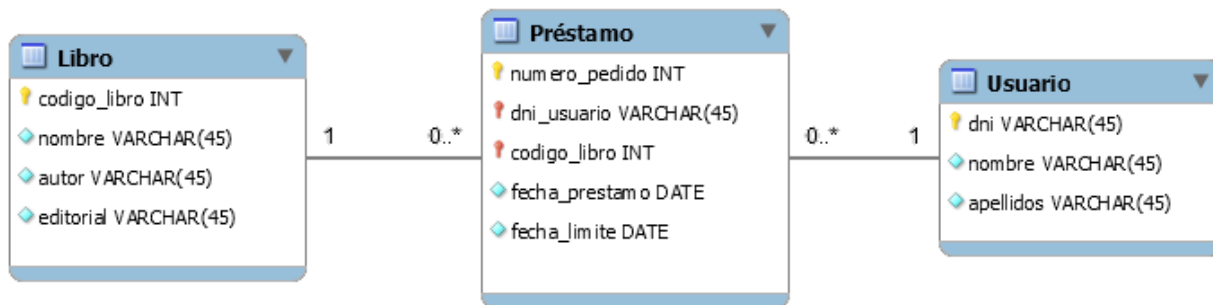 Libro
codigo_libro INT
nombre VARCHAR(45)
autor VARCHAR(45)
editorial VARCHAR(45)
1
0..*
Préstamo
numero_pedido INT
dni_usuario VARCHAR(45)
codigo_libro INT
fecha_prestamo DATE
fecha_limite DATE
0..*
1
Usuario
dni VARCHAR(45)
nombre VARCHAR(45)
apellidos VARCHAR(45)